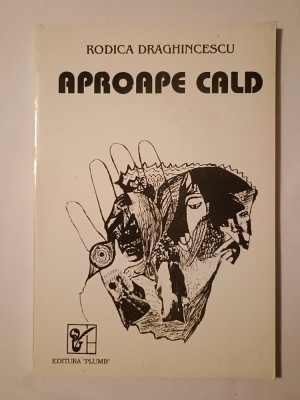 RODICA DRAGHINCESCU
APROAPE CALD
EDITURA "PLUMB"